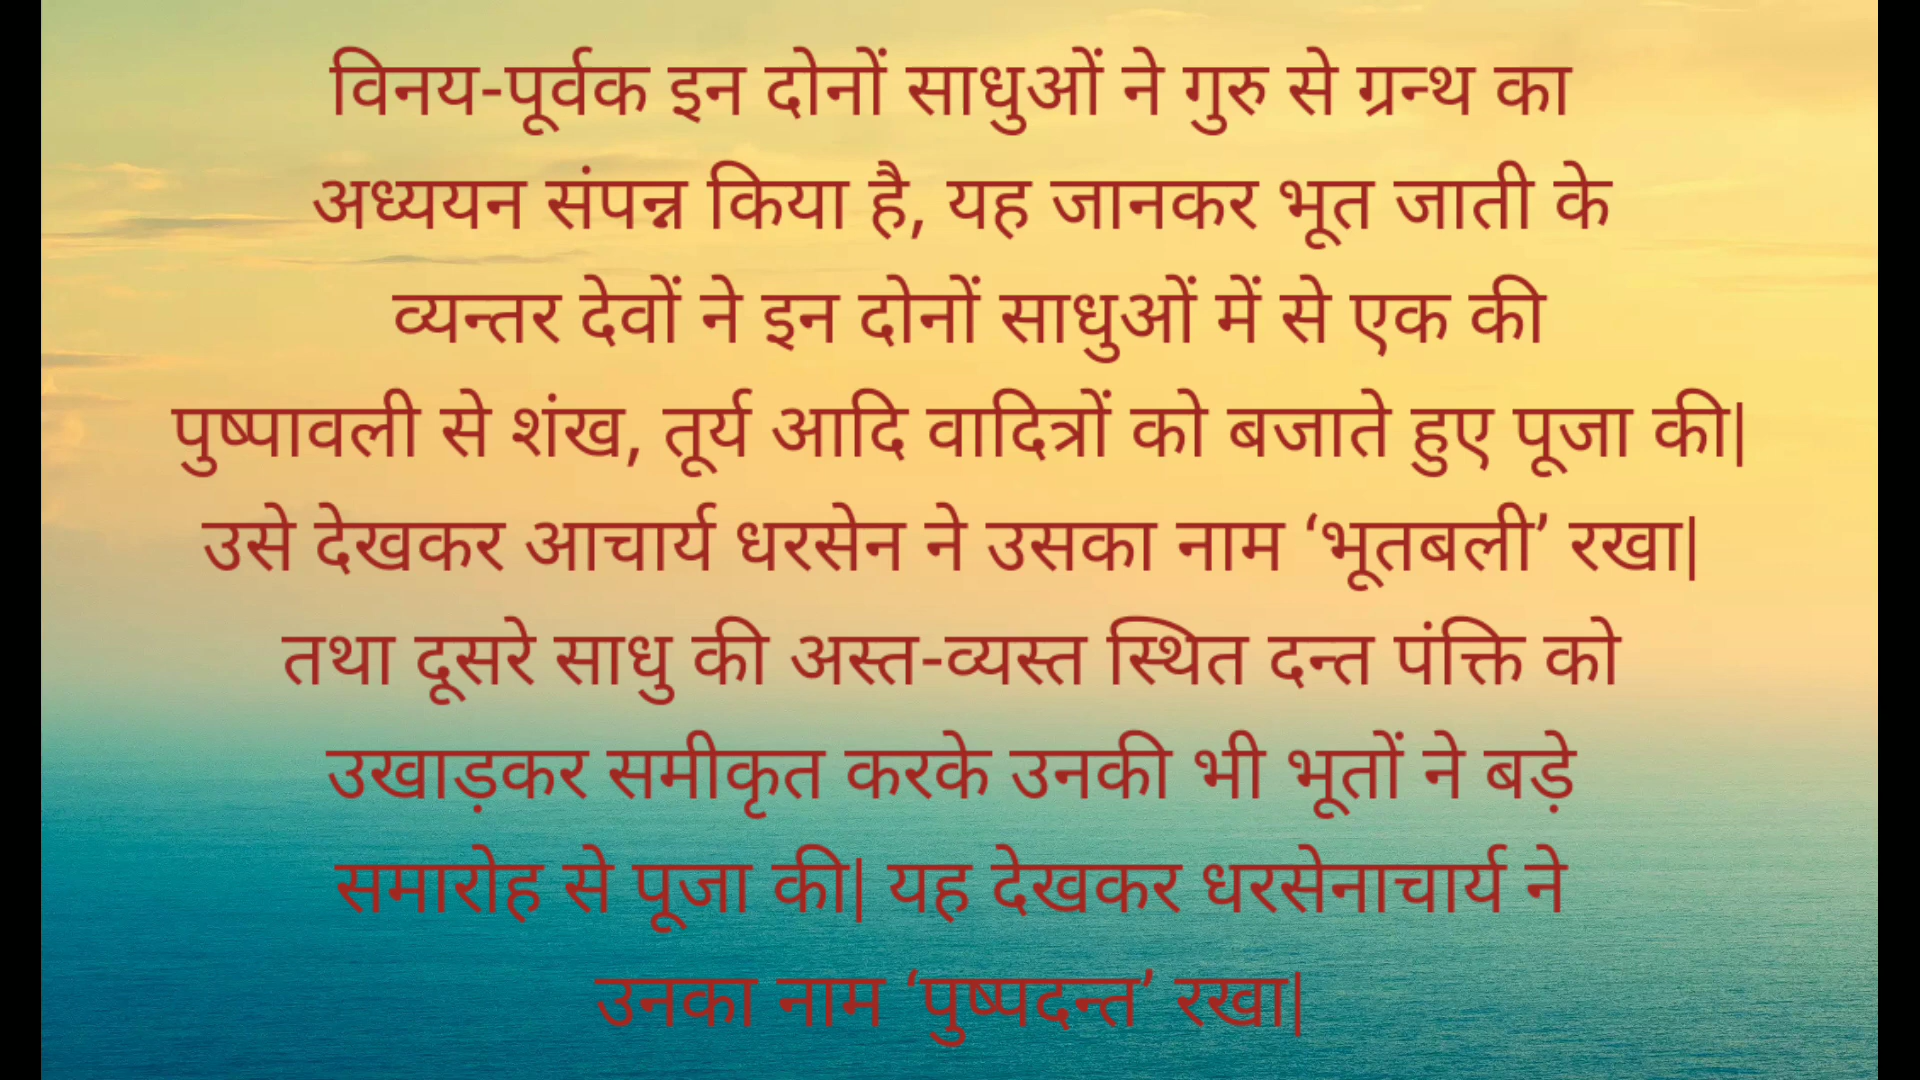 विनय-पूर्वक इन दोनों साधुओं ने गुरु से ग्रन्थ का
अध्ययन संपन्न किया है, यह जानकर भूत जाती के
व्यन्तर देवों ने इन दोनों साधुओं में से एक की
पुष्पावली से शंख, तूर्य आदि वादित्रों को बजाते हुए पूजा की|
उसे देखकर आचार्य धरसेन ने उसका नाम ‘भूतबली’ रखा|
तथा दूसरे साधु की अस्त-व्यस्त स्थित दन्त पंक्ति को
उखाड़कर समीकृत करके उनकी भी भूतों ने बड़े
समारोह से पूजा की| यह देखकर धरसेनाचार्य ने
उनका नाम ‘पुष्पदन्त’ रखा|